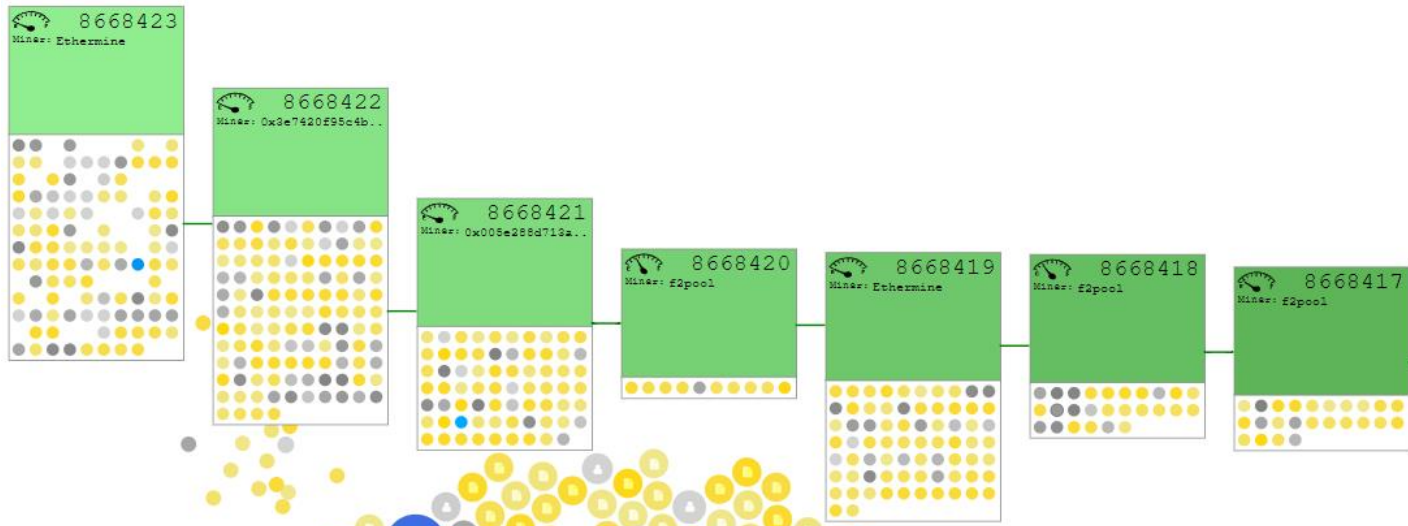 8668423
Miner: Ethermine
8668422
Miner: 0x3e7420f95c4b..
8668421
Miner: 0x005e288d713a..
8668420
Miner: f2pool
8668419
Miner: Ethermine
8668418
Miner: f2pool
8668417
Miner: f2pool